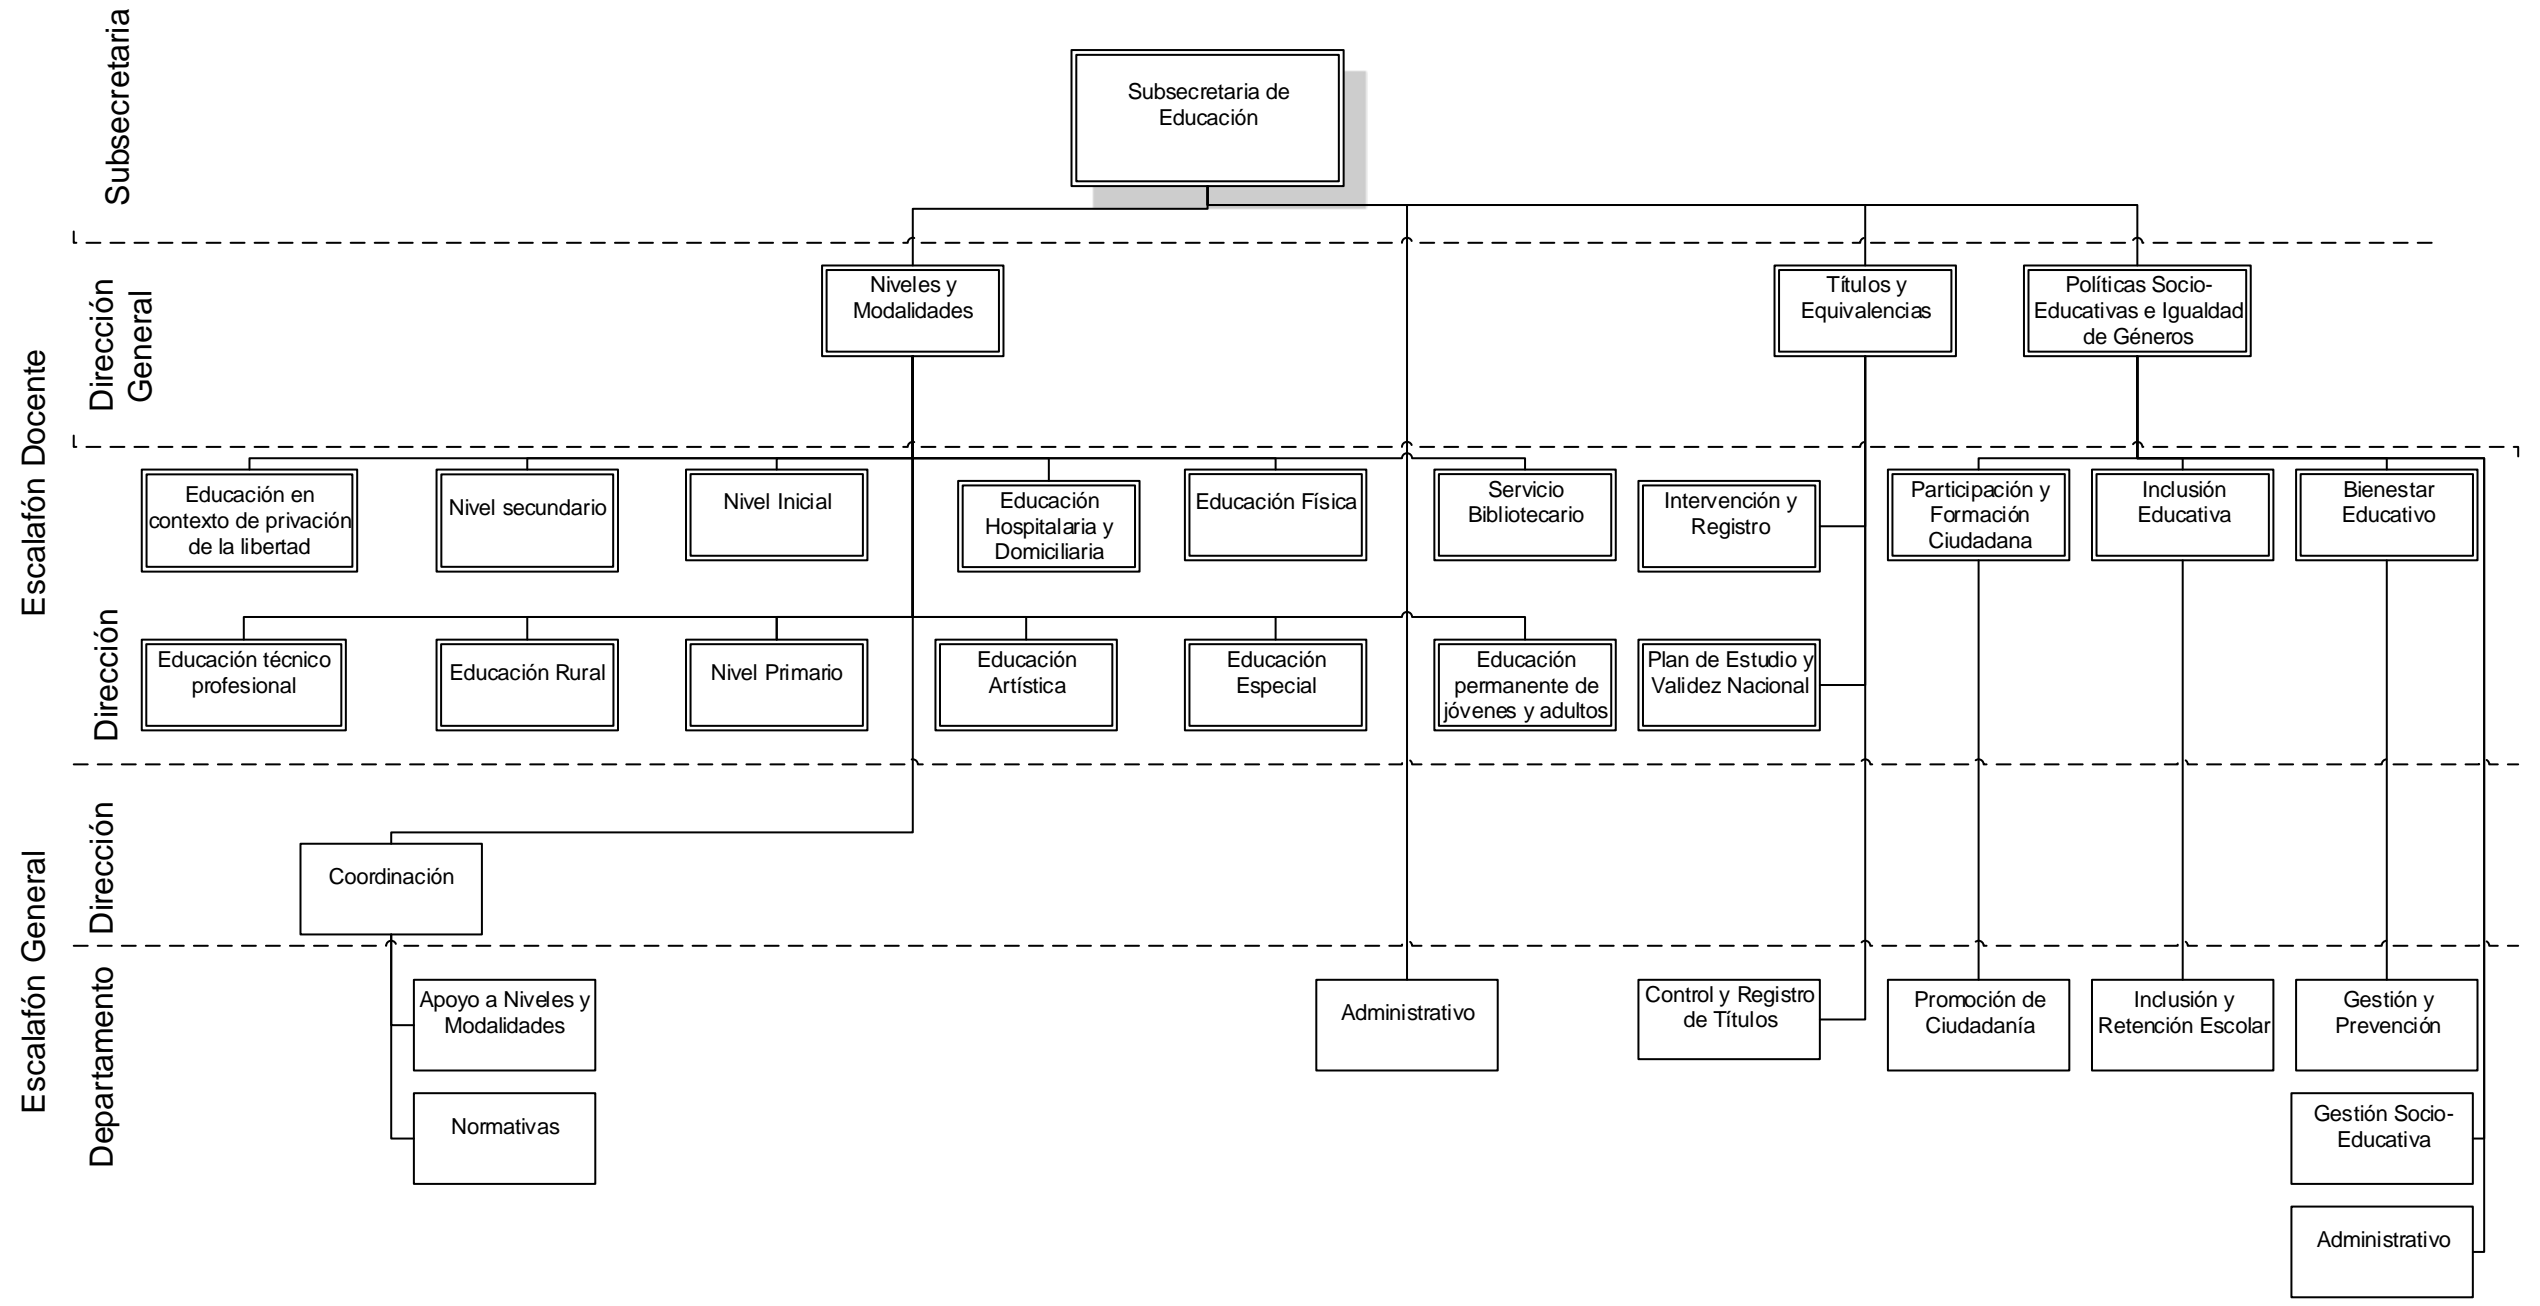 Subsecretaria
Subsecretaria de
Educación
Escalafón Docente
Dirección
General
Niveles y
Modalidades
Títulos y
Equivalencias
Políticas Socio-
Educativas e Igualdad
de Géneros
Dirección
Educación en
contexto de privación
de la libertad
Nivel secundario
Nivel Inicial
Educación
Hospitalaria y
Domiciliaria
Educación Física
Servicio
Bibliotecario
Intervención y
Registro
Participación y
Formación
Ciudadana
Inclusión
Educativa
Bienestar
Educativo
Educación técnico
profesional
Educación Rural
Nivel Primario
Educación
Artística
Educación
Especial
Educación
permanente de
jóvenes y adultos
Plan de Estudio y
Validez Nacional
Escalafón General
Dirección
Coordinación
Departamento
Apoyo a Niveles y
Modalidades
Administrativo
Control y Registro
de Títulos
Promoción de
Ciudadanía
Inclusión y
Retención Escolar
Gestión y
Prevención
Normativas
Gestión Socio-
Educativa
Administrativo